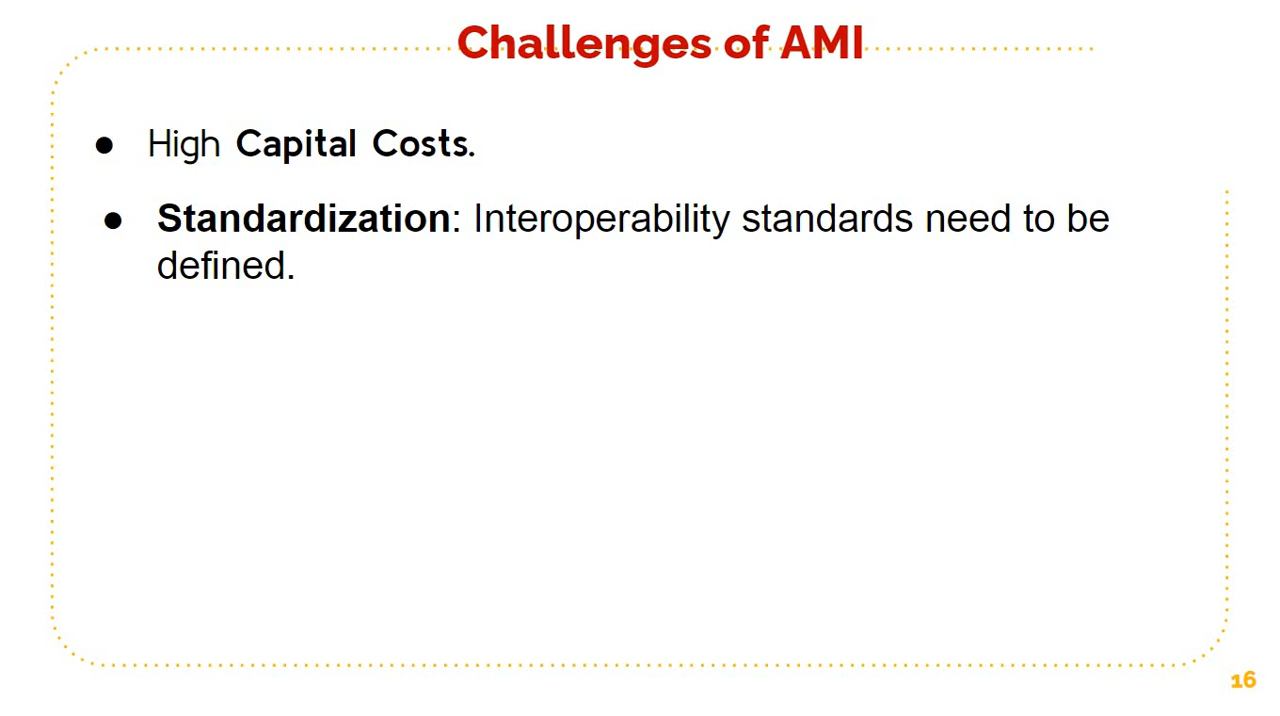 Challenges of AMI
● High Capital Costs.
● Standardization: Interoperability standards need to be
defined.
16